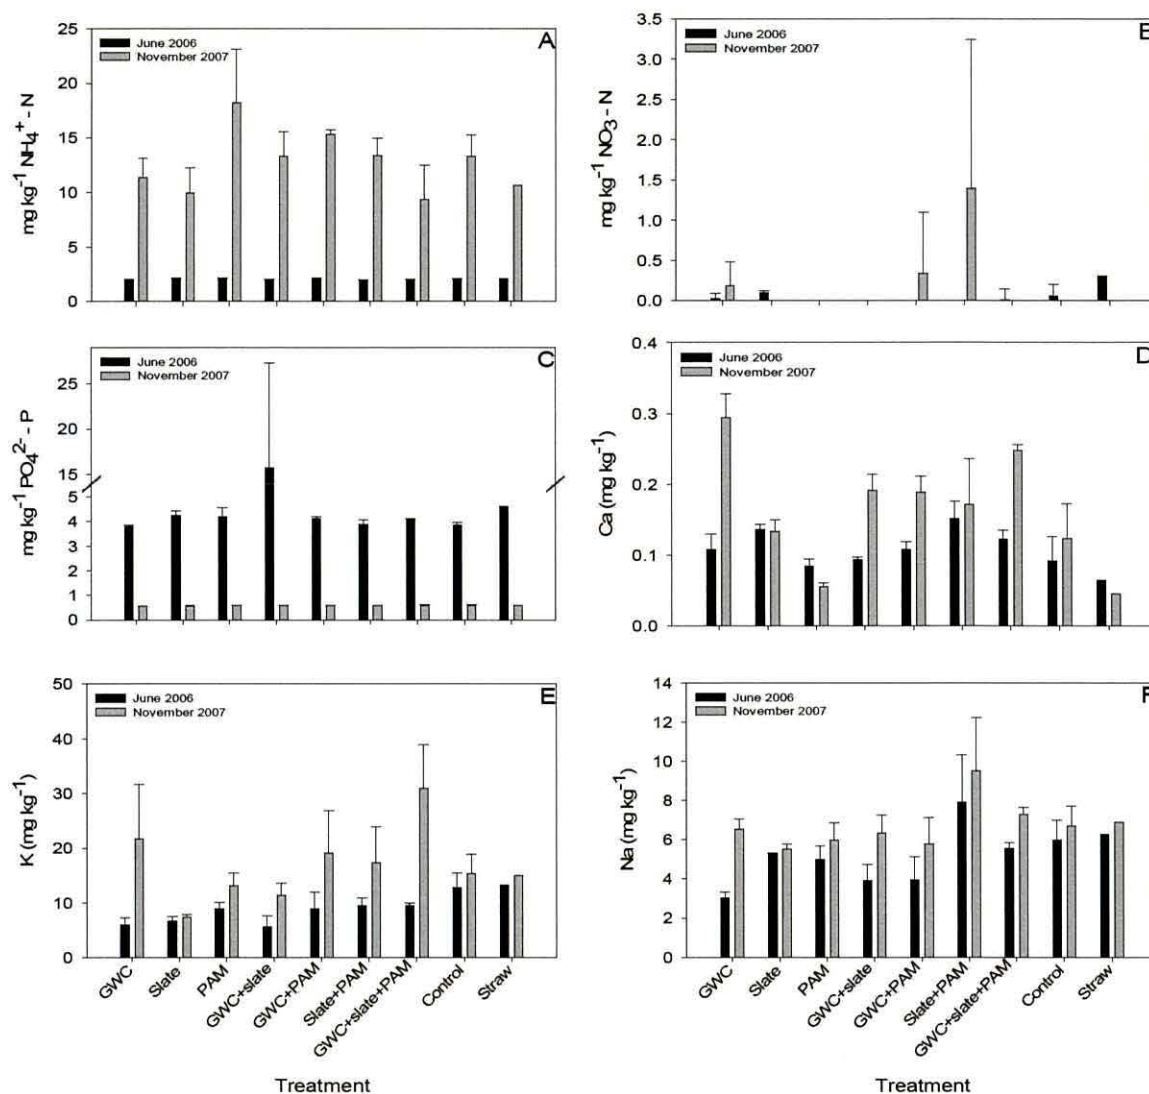 A
June 2006
November 2007
mg kg⁻¹ NH₄⁺ - N
25
20
15
10
5
0
B
June 2006
November 2007
mg kg⁻¹ NO₃ - N
3.5
3.0
2.5
2.0
1.5
1.0
0.5
0.0
C
June 2006
November 2007
mg kg⁻¹ PO₄²⁻ - P
25
20
15
5
4
3
2
1
0
D
June 2006
November 2007
Ca (mg kg⁻¹)
0.4
0.3
0.2
0.1
0.0
E
June 2006
November 2007
K (mg kg⁻¹)
50
40
30
20
10
0
GWC
Slate
PAM
GWC+slate
GWC+PAM
Slate+PAM
GWC+slate+PAM
Control
Straw
Treatment
F
June 2006
November 2007
Na (mg kg⁻¹)
14
12
10
8
6
4
2
0
GWC
Slate
PAM
GWC+slate
GWC+PAM
Slate+PAM
GWC+slate+PAM
Control
Straw
Treatment